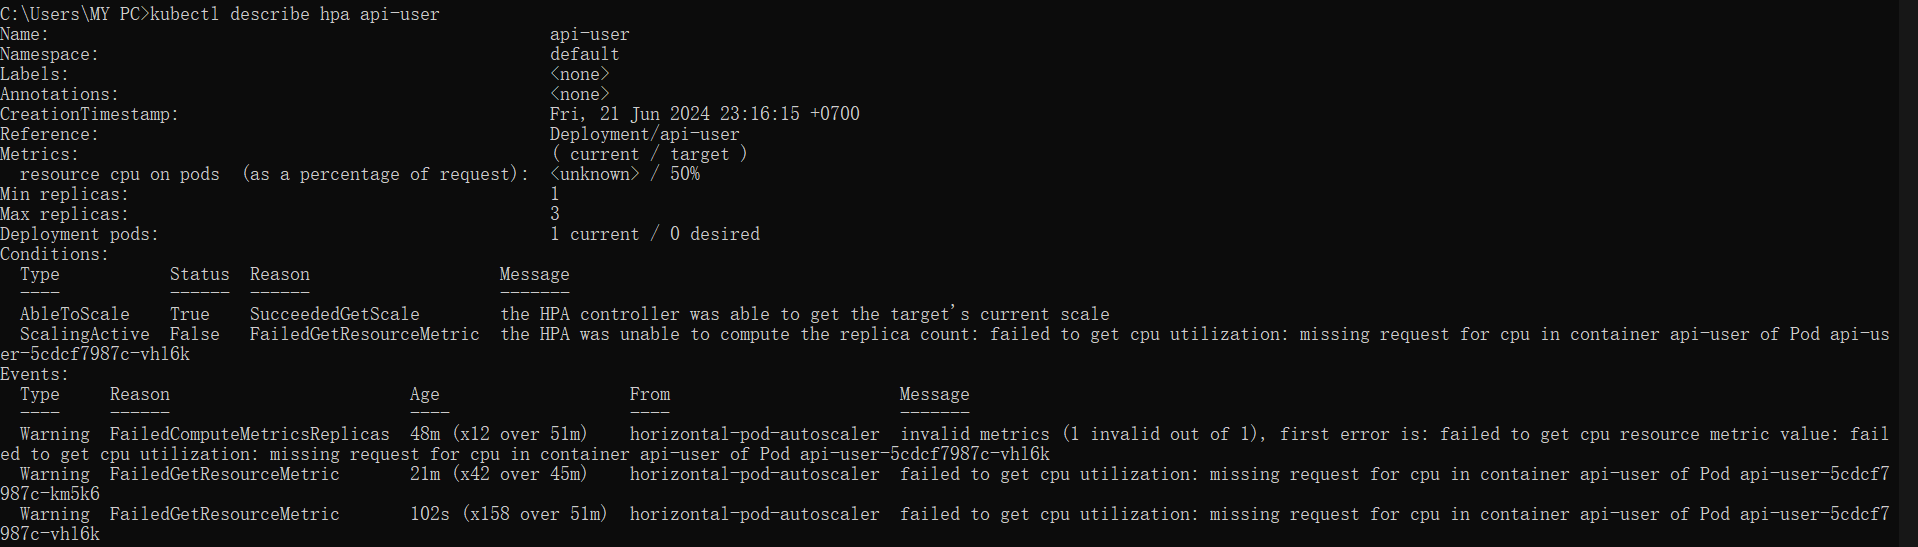 C:\Users\MY PC>kubectl describe hpa api-user
Name:                                                  api-user
Namespace:                                             default
Labels:                                                <none>
Annotations:                                           <none>
CreationTimestamp:                                     Fri, 21 Jun 2024 23:16:15 +0700
Reference:                                             Deployment/api-user
Metrics:                                               ( current / target )
  resource cpu on pods  (as a percentage of request):  <unknown> / 50%
Min replicas:                                          1
Max replicas:                                          3
Deployment pods:                                       1 current / 0 desired
Conditions:
  Type           Status  Reason                   Message
  ----           ------  ------                   -------
  AbleToScale    True    SucceededGetScale        the HPA controller was able to get the target's current scale
  ScalingActive  False   FailedGetResourceMetric  the HPA was unable to compute the replica count: failed to get cpu utilization: missing request for cpu in container api-user of Pod api-us
er-5cdcf7987c-vhl6k
Events:
  Type     Reason                        Age                   From                       Message
  ----     ------                        ----                  ----                       -------
  Warning  FailedComputeMetricsReplicas  48m (x12 over 51m)    horizontal-pod-autoscaler  invalid metrics (1 invalid out of 1), first error is: failed to get cpu resource metric value: fail
ed to get cpu utilization: missing request for cpu in container api-user of Pod api-user-5cdcf7987c-vhl6k
  Warning  FailedGetResourceMetric       21m (x42 over 45m)    horizontal-pod-autoscaler  failed to get cpu utilization: missing request for cpu in container api-user of Pod api-user-5cdcf7
987c-km5k6
  Warning  FailedGetResourceMetric       102s (x158 over 51m)  horizontal-pod-autoscaler  failed to get cpu utilization: missing request for cpu in container api-user of Pod api-user-5cdcf7
987c-vhl6k